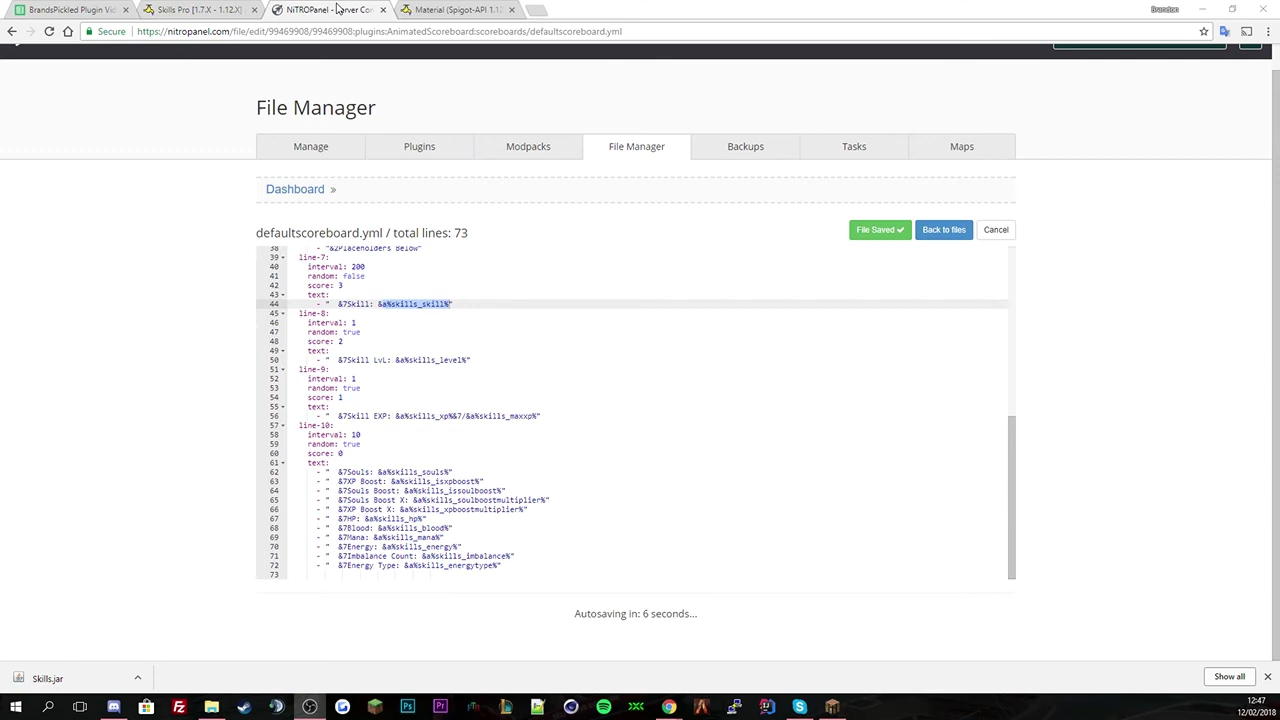 BrandsPickled Plugin Vid
Skills Pro [1.7.X - 1.12.X]
NiTROPanel - Server Con
Material (Spigot-API 1.12
Brandon
Secure
https://nitropanel.com/file/edit/99469908/99469908:plugins:AnimatedScoreboard:scoreboards/defaultscoreboard.yml
File Manager
Manage
Plugins
Modpacks
File Manager
Backups
Tasks
Maps
Dashboard »
defaultscoreboard.yml / total lines: 73
File Saved ✓
Back to files
Cancel
38 - "&2Placeholders Below"
39 line-7:
40 interval: 200
41 random: false
42 score: 3
43 text:
44 - " &7Skill: &a%skills_skill%"
45 line-8:
46 interval: 1
47 random: true
48 score: 2
49 text:
50 - " &7Skill LvL: &a%skills_level%"
51 line-9:
52 interval: 1
53 random: true
54 score: 1
55 text:
56 - " &7Skill EXP: &a%skills_xp%&7/&a%skills_maxxp%"
57 line-10:
58 interval: 10
59 random: true
60 score: 0
61 text:
62 - " &7Souls: &a%skills_souls%"
63 - " &7XP Boost: &a%skills_isxpboost%"
64 - " &7Souls Boost: &a%skills_issoulboost%"
65 - " &7Souls Boost X: &a%skills_soulboostmultiplier%"
66 - " &7XP Boost X: &a%skills_xpboostmultiplier%"
67 - " &7HP: &a%skills_hp%"
68 - " &7Blood: &a%skills_blood%"
69 - " &7Mana: &a%skills_mana%"
70 - " &7Energy: &a%skills_energy%"
71 - " &7Imbalance Count: &a%skills_imbalance%"
72 - " &7Energy Type: &a%skills_energytype%"
73
Autosaving in: 6 seconds...
Skills.jar
Show all
12:47
12/02/2018